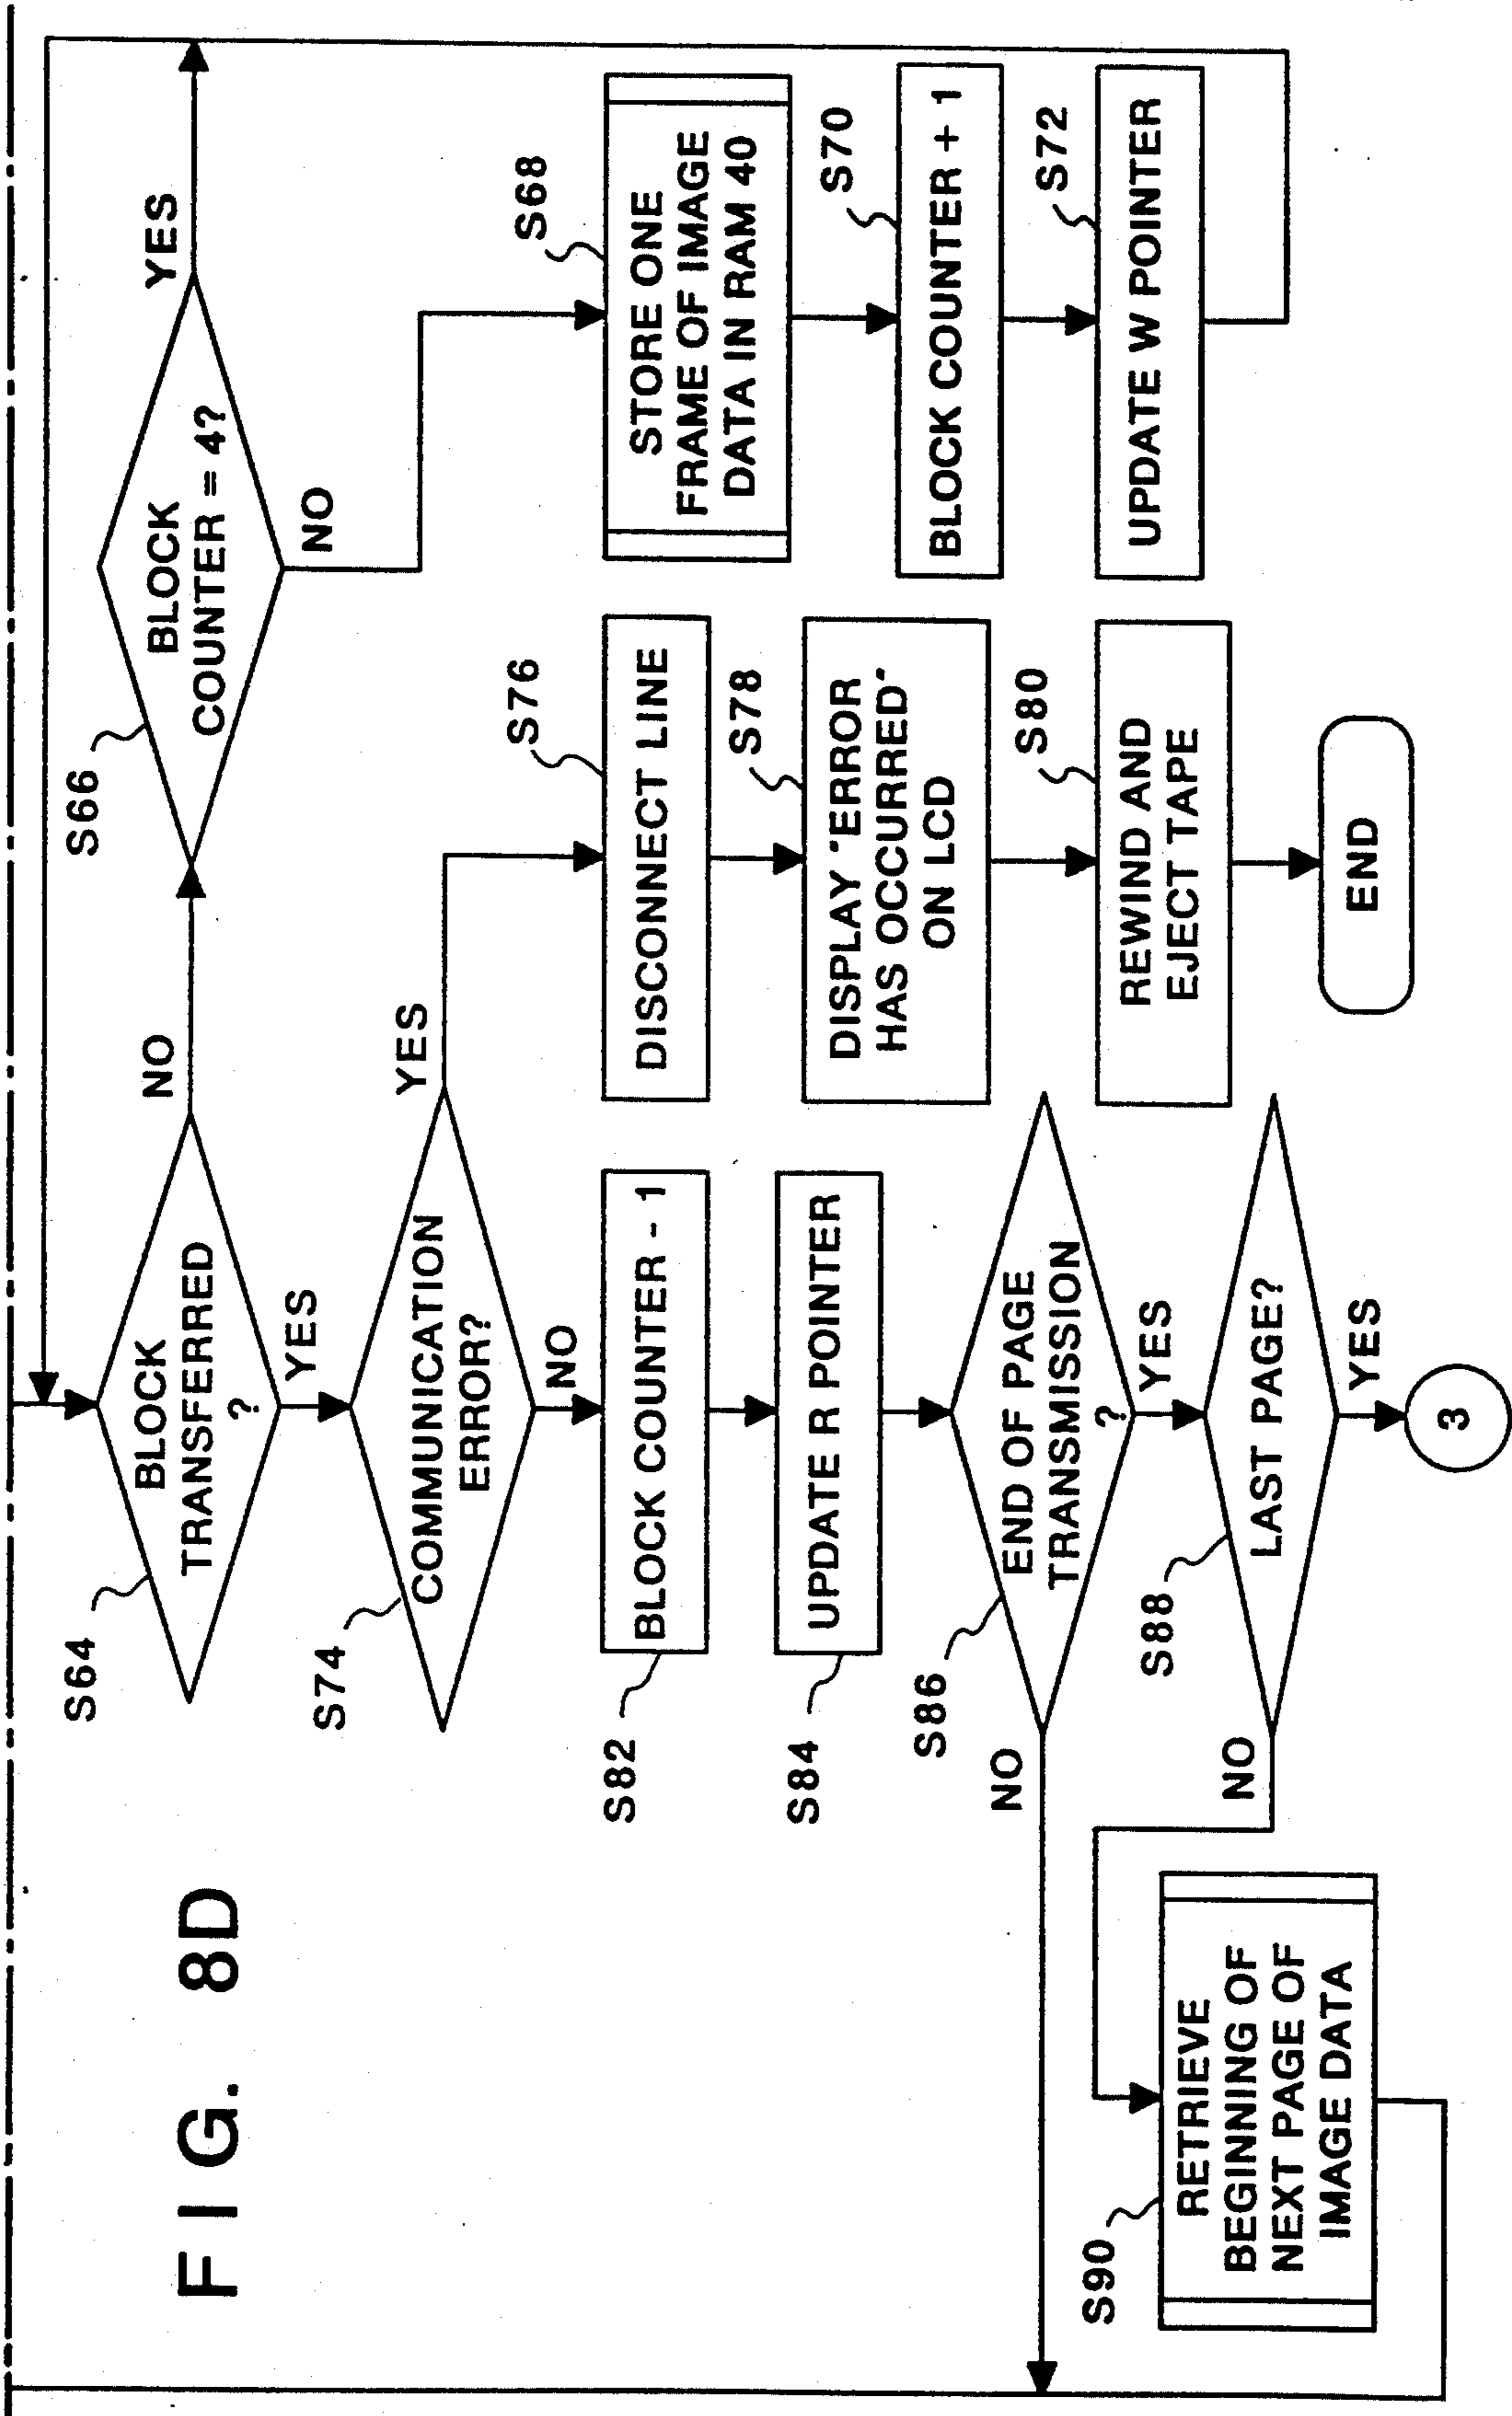 FIG. 8D
S64
BLOCK
TRANSFERRED
?
NO
YES
S66
BLOCK
COUNTER = 4?
YES
NO
S68
STORE ONE
FRAME OF IMAGE
DATA IN RAM 40
S70
BLOCK COUNTER + 1
S72
UPDATE W POINTER
S74
COMMUNICATION
ERROR?
YES
NO
S76
DISCONNECT LINE
S78
DISPLAY "ERROR
HAS OCCURRED"
ON LCD
S80
REWIND AND
EJECT TAPE
END
S82
BLOCK COUNTER - 1
S84
UPDATE R POINTER
S86
END OF PAGE
TRANSMISSION
?
NO
YES
S88
LAST PAGE?
NO
YES
3
S90
RETRIEVE
BEGINNING OF
NEXT PAGE OF
IMAGE DATA